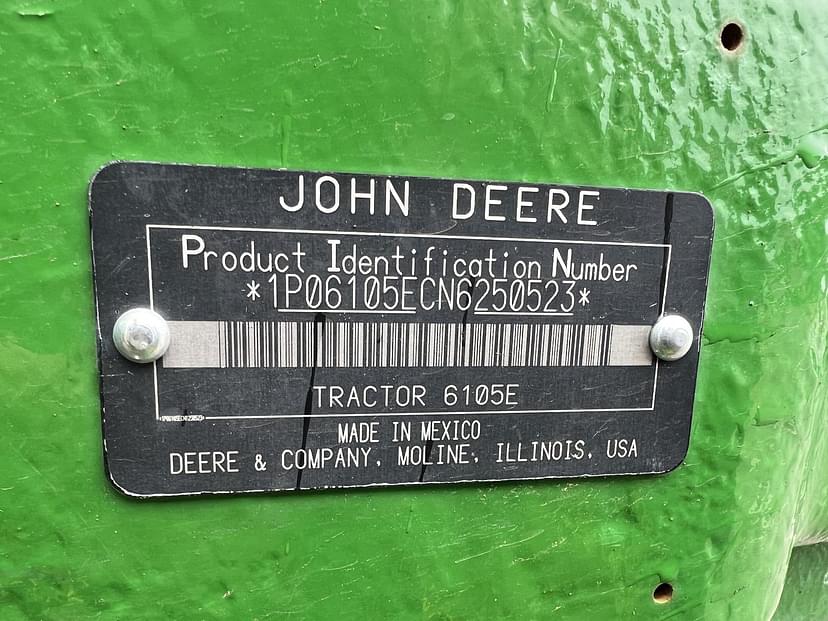 JOHN DEERE
Product Identification Number
*1P06105ECN6250523*
TRACTOR 6105E
MADE IN MEXICO
DEERE & COMPANY, MOLINE, ILLINOIS, USA